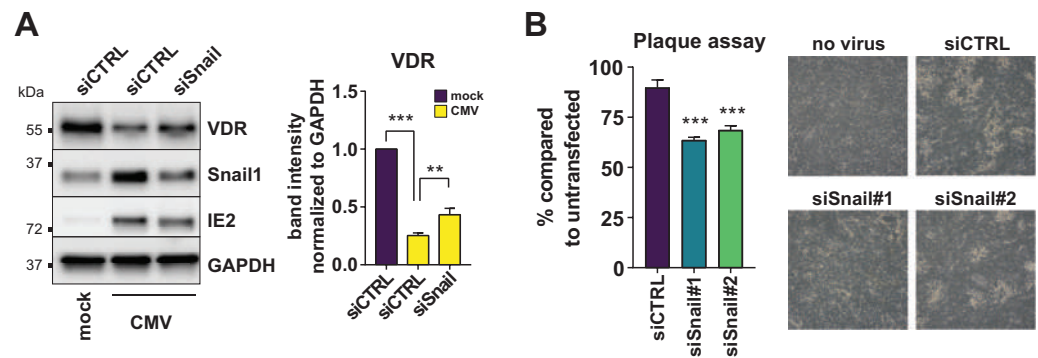 A
siCTRL
siCTRL
siSnail
kDa
55
VDR
37
Snail1
72
IE2
37
GAPDH
mock
CMV
VDR
band intensity
normalized to GAPDH
1.5
1.0
0.5
0.0
mock
CMV
***
**
siCTRL
siCTRL
siSnail
B
Plaque assay
% compared
to untransfected
100
75
50
25
0
***
***
siCTRL
siSnail#1
siSnail#2
no virus
siCTRL
siSnail#1
siSnail#2